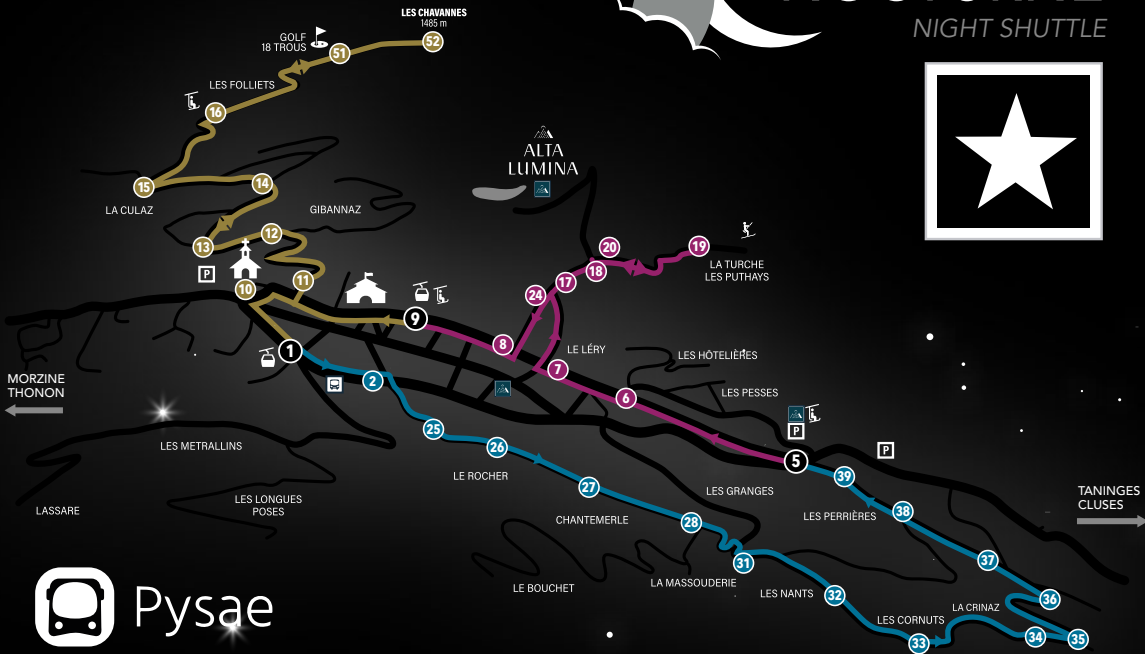 NIGHT SHUTTLE
LES CHAVANNES
1485 m
52
GOLF
18 TROUS
51
LES FOLLIETS
16
ALTA
LUMINA
15
14
LA CULAZ
GIBANNAZ
12
13
P
20
19
18
17
LA TURCHE
LES PUTHAYS
11
10
24
9
8
1
LE LÉRY
LES HÔTELIÈRES
7
2
6
LES PESSES
MORZINE
THONON
25
P
26
P
LES METRALLINS
5
LE ROCHER
39
27
LES GRANGES
TANINGES
CLUSES
LES LONGUES
POSES
LASSARE
CHANTEMERLE
28
LES PERRIÈRES
38
31
37
LE BOUCHET
LA MASSOUDERIE
LES NANTS
32
36
LA CRINAZ
LES CORNUTS
33
34
35
Pysae